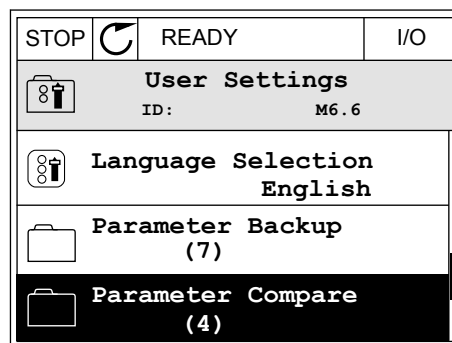 STOP READY I/O
User Settings
ID: M6.6
Language Selection
English
Parameter Backup
(7)
Parameter Compare
(4)